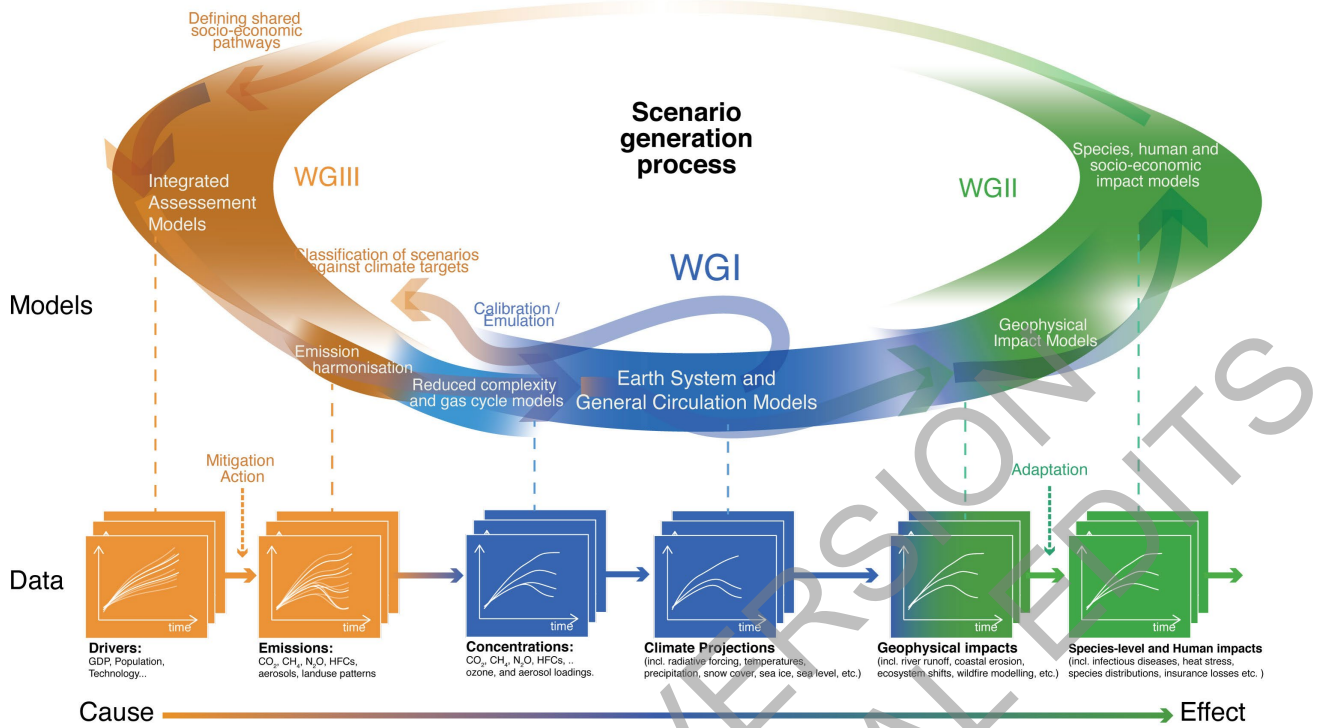 Defining shared
socio-economic
pathways
Scenario
generation
process
WGIII
WGII
WGI
Integrated
Assessement
Models
Species, human and
socio-economic
impact models
Classification of scenarios
against climate targets
Calibration /
Emulation
Models
Geophysical
Impact Models
Emission
harmonisation
Reduced complexity
and gas cycle models
Earth System and
General Circulation Models
Mitigation
Action
Adaptation
Data
time
time
time
time
time
time
Drivers:
GDP, Population,
Technology...
Emissions:
CO₂, CH₄, N₂O, HFCs,
aerosols, landuse patterns
Concentrations:
CO₂, CH₄, N₂O, HFCs, ..
ozone, and aerosol loadings.
Climate Projections
(incl. radiative forcing, temperatures,
precipitation, snow cover, sea ice, sea level, etc.)
Geophysical impacts
(incl. river runoff, coastal erosion,
ecosystem shifts, wildfire modelling, etc.)
Species-level and Human impacts
(incl. infectious diseases, heat stress,
species distributions, insurance losses etc. )
Cause
Effect
VERSION
EDITS